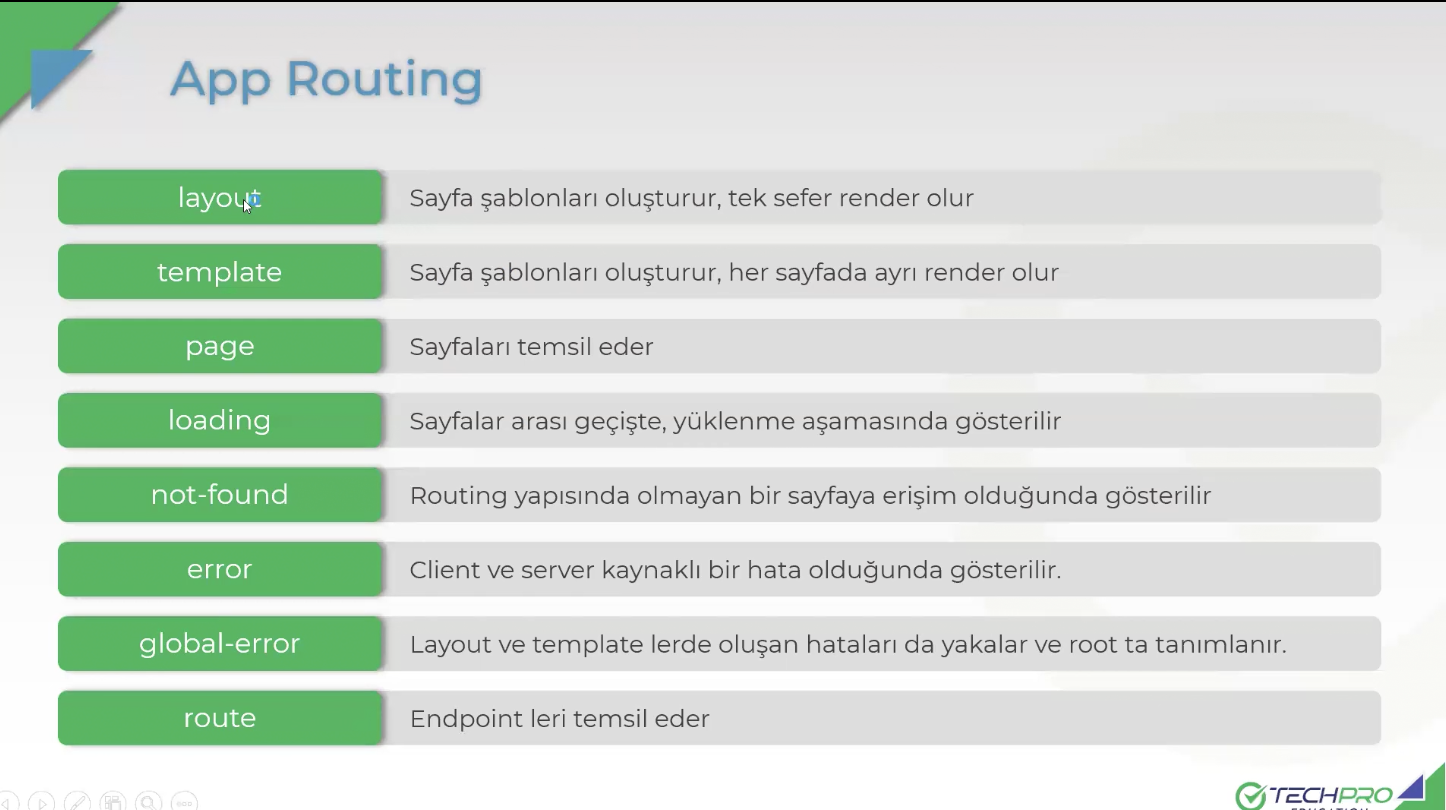 App Routing
layout
Sayfa şablonları oluşturur, tek sefer render olur
template
Sayfa şablonları oluşturur, her sayfada ayrı render olur
page
Sayfaları temsil eder
loading
Sayfalar arası geçişte, yüklenme aşamasında gösterilir
not-found
Routing yapısında olmayan bir sayfaya erişim olduğunda gösterilir
error
Client ve server kaynaklı bir hata olduğunda gösterilir.
global-error
Layout ve template lerde oluşan hataları da yakalar ve root ta tanımlanır.
route
Endpoint leri temsil eder
TECHPRO
EDUCATION